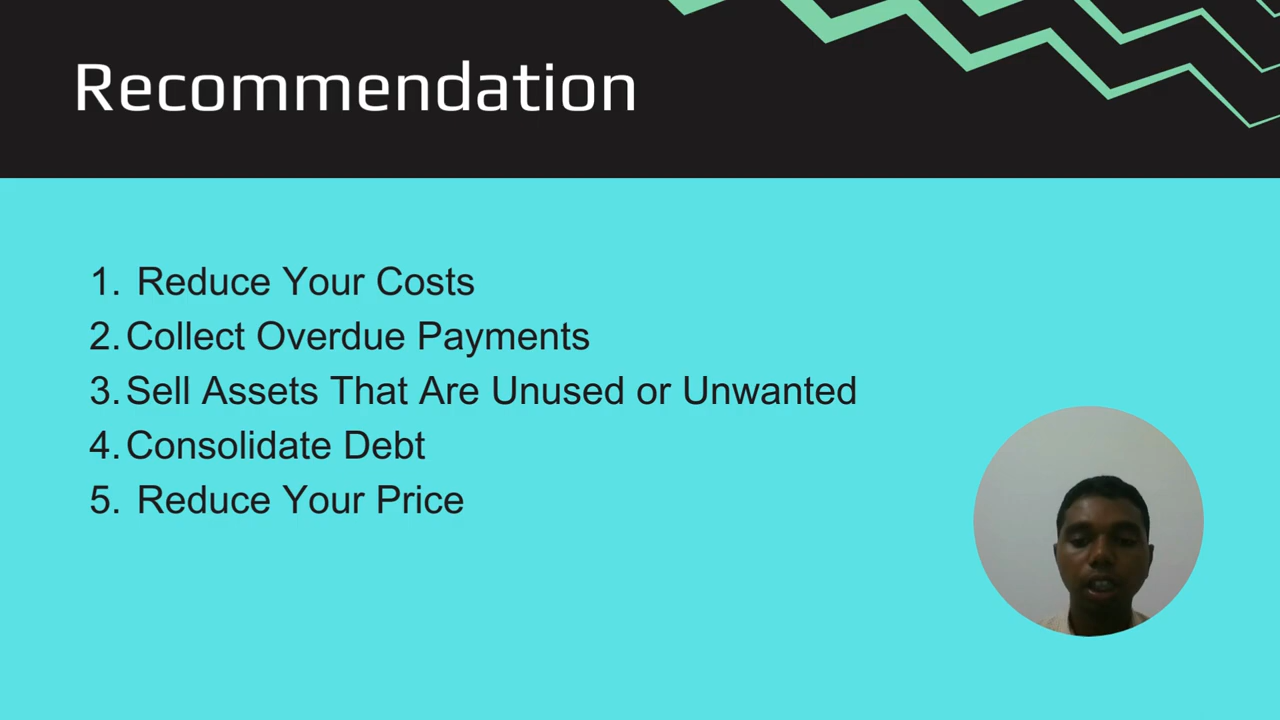 Recommendation
1. Reduce Your Costs
2. Collect Overdue Payments
3. Sell Assets That Are Unused or Unwanted
4. Consolidate Debt
5. Reduce Your Price